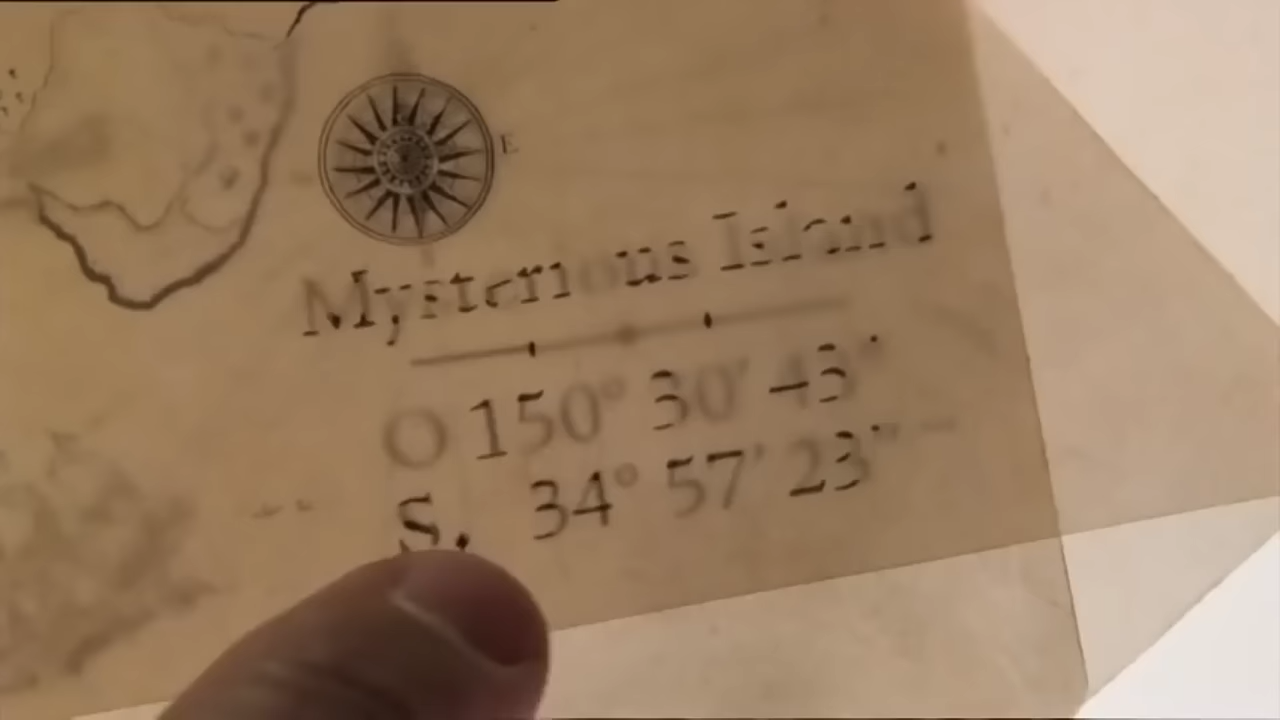 E
Mysterious Island
O 150° 30' 43"
S. 34° 57' 23"